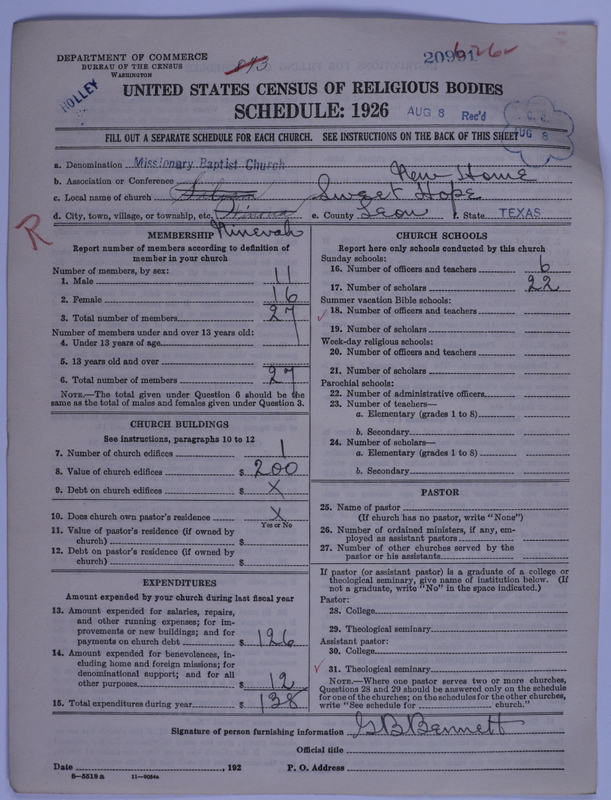 DEPARTMENT OF COMMERCE
BUREAU OF THE CENSUS
WASHINGTON
HOLLEY
UNITED STATES CENSUS OF RELIGIOUS BODIES
SCHEDULE: 1926
AUG 8 Rec'd
AUG 8
FILL OUT A SEPARATE SCHEDULE FOR EACH CHURCH. SEE INSTRUCTIONS ON THE BACK OF THIS SHEET
a. Denomination Missionary Baptist Church
b. Association or Conference New Home
c. Local name of church Sweet Hope
d. City, town, village, or township, etc. Ninevah e. County Leon f. State TEXAS
R
MEMBERSHIP
Report number of members according to definition of
member in your church
Number of members, by sex:
1. Male 11
2. Female 16
3. Total number of members 27
Number of members under and over 13 years old:
4. Under 13 years of age
5. 13 years old and over
6. Total number of members 27
NOTE.—The total given under Question 6 should be the
same as the total of males and females given under Question 3.
CHURCH BUILDINGS
See instructions, paragraphs 10 to 12
7. Number of church edifices 1
8. Value of church edifices $ 200
9. Debt on church edifices $ X
10. Does church own pastor's residence X
Yes or No
11. Value of pastor's residence (if owned by
church) $
12. Debt on pastor's residence (if owned by
church) $
EXPENDITURES
Amount expended by your church during last fiscal year
13. Amount expended for salaries, repairs,
and other running expenses; for im-
provements or new buildings; and for
payments on church debt $ 126
14. Amount expended for benevolences, in-
cluding home and foreign missions; for
denominational support; and for all
other purposes $ 12
15. Total expenditures during year $ 138
CHURCH SCHOOLS
Report here only schools conducted by this church
Sunday schools:
16. Number of officers and teachers 6
17. Number of scholars 22
Summer vacation Bible schools:
18. Number of officers and teachers
19. Number of scholars
Week-day religious schools:
20. Number of officers and teachers
21. Number of scholars
Parochial schools:
22. Number of administrative officers
23. Number of teachers—
a. Elementary (grades 1 to 8)
b. Secondary
24. Number of scholars—
a. Elementary (grades 1 to 8)
b. Secondary
PASTOR
25. Name of pastor
(If church has no pastor, write "None")
26. Number of ordained ministers, if any, em-
ployed as assistant pastors
27. Number of other churches served by the
pastor or his assistants
If pastor (or assistant pastor) is a graduate of a college or
theological seminary, give name of institution below. (If
not a graduate, write "No" in the space indicated.)
Pastor:
28. College
29. Theological seminary
Assistant pastor:
30. College
31. Theological seminary
NOTE.—Where one pastor serves two or more churches,
Questions 28 and 29 should be answered only on the schedule
for one of the churches; on the schedules for the other churches,
write "See schedule for church."
Signature of person furnishing information G B Bennett
Official title
Date , 192 P. O. Address
8-5518a 11-9084a